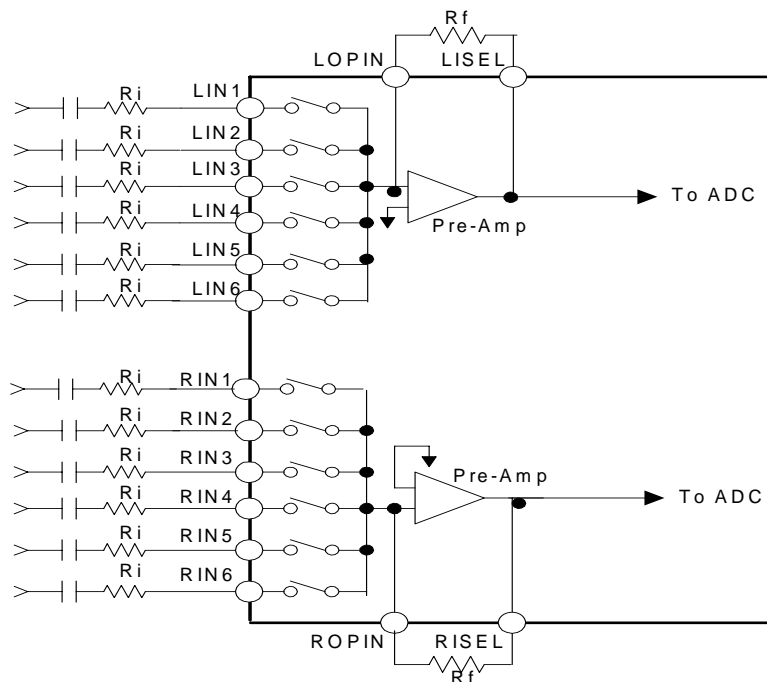 Rf
LOPIN LISEL
Ri LIN1
Ri LIN2
Ri LIN3
Ri LIN4
Ri LIN5
Ri LIN6
Pre-Amp
To ADC
Ri RIN1
Ri RIN2
Ri RIN3
Ri RIN4
Ri RIN5
Ri RIN6
Pre-Amp
To ADC
ROPIN RISEL
Rf